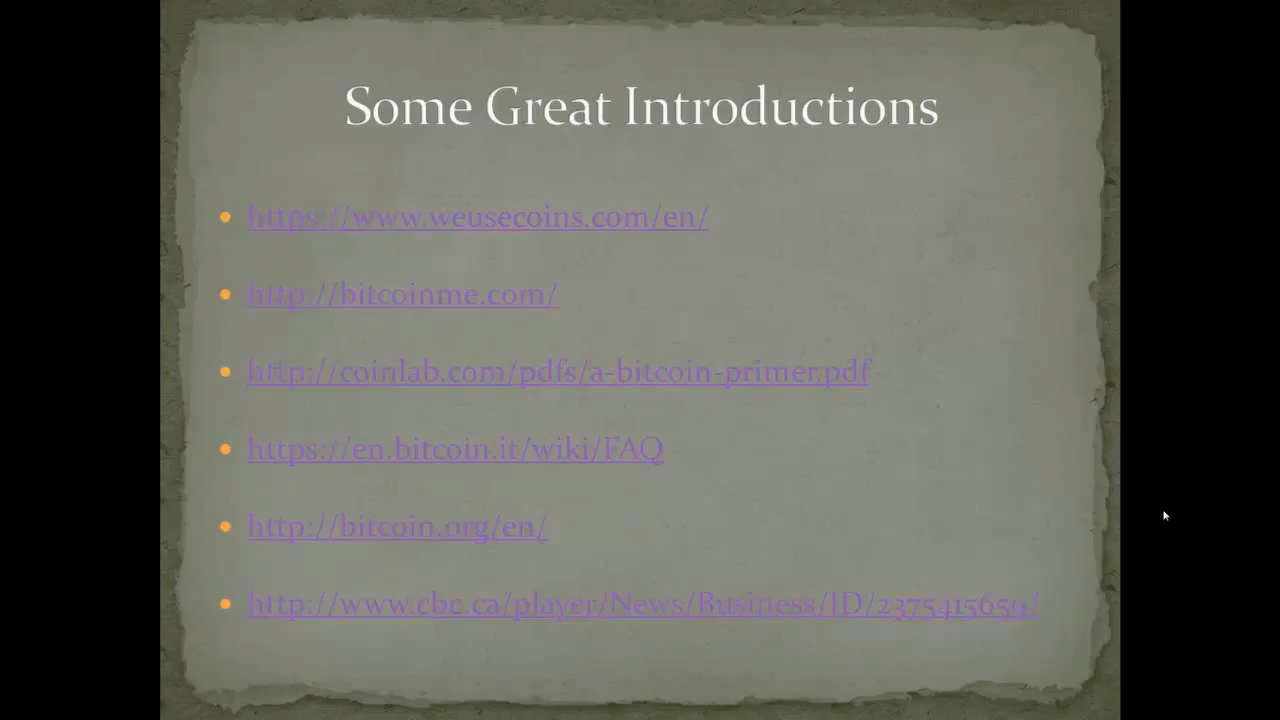 Some Great Introductions
https://www.weusecoins.com/en/
http://bitcoinme.com/
http://coinlab.com/pdfs/a-bitcoin-primer.pdf
https://en.bitcoin.it/wiki/FAQ
http://bitcoin.org/en/
http://www.cbc.ca/player/News/Business/ID/2375415659/